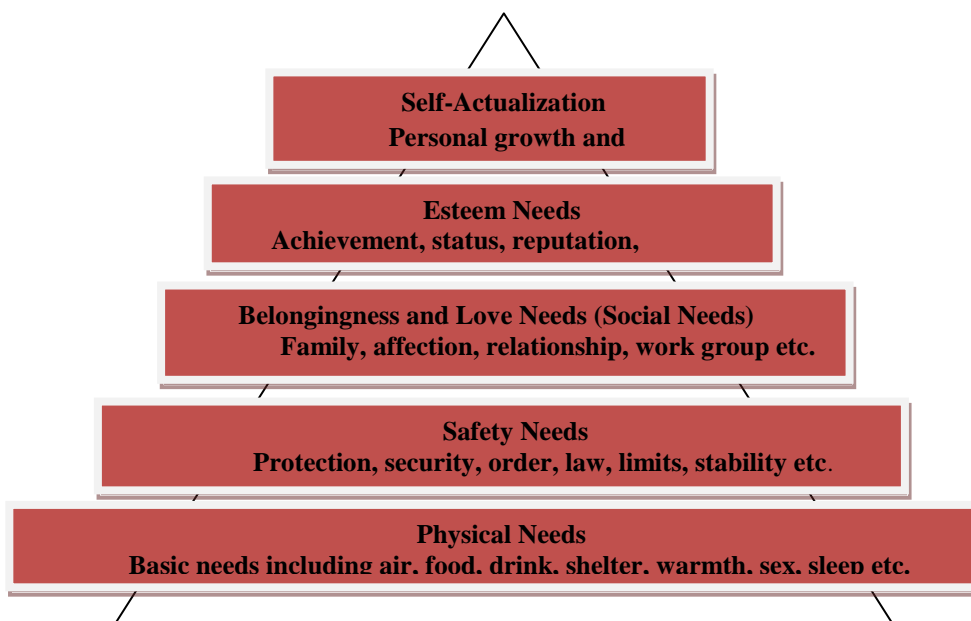 Self-Actualization
Personal growth and
Esteem Needs
Achievement, status, reputation,
Belongingness and Love Needs (Social Needs)
Family, affection, relationship, work group etc.
Safety Needs
Protection, security, order, law, limits, stability etc.
Physical Needs
Basic needs including air, food, drink, shelter, warmth, sex, sleep etc.